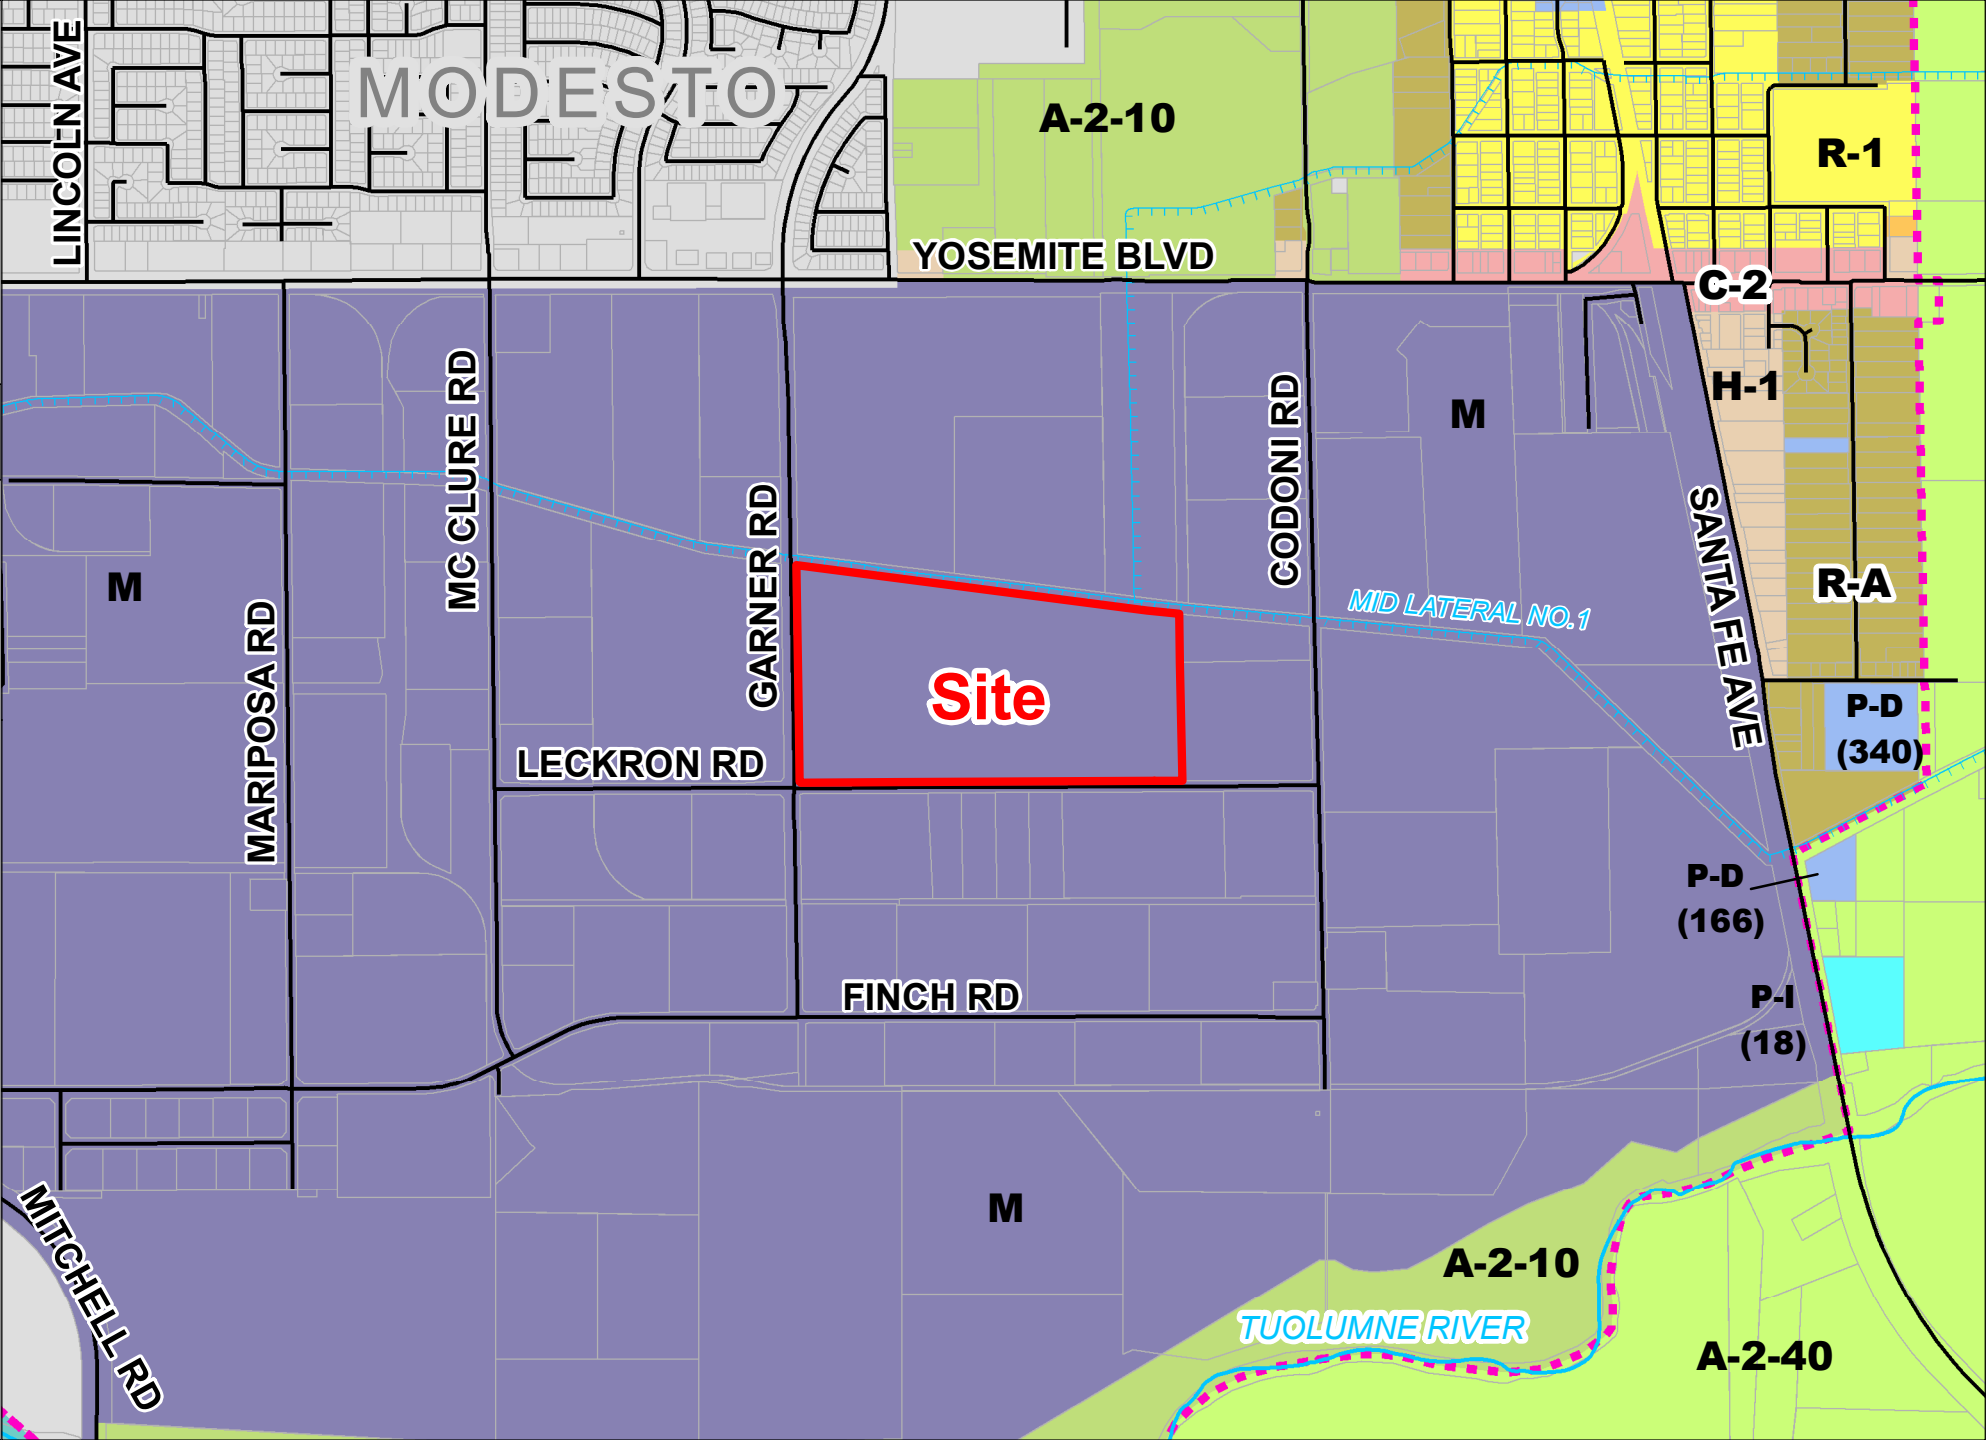 LINCOLN AVE
MODESTO
A-2-10
R-1
YOSEMITE BLVD
C-2
H-1
MC CLURE RD
CODONI RD
M
GARNER RD
SANTA FE AVE
M
MARIPOSA RD
MID LATERAL NO.1
R-A
Site
P-D
(340)
LECKRON RD
P-D
(166)
FINCH RD
P-I
(18)
MITCHELL RD
M
A-2-10
TUOLUMNE RIVER
A-2-40